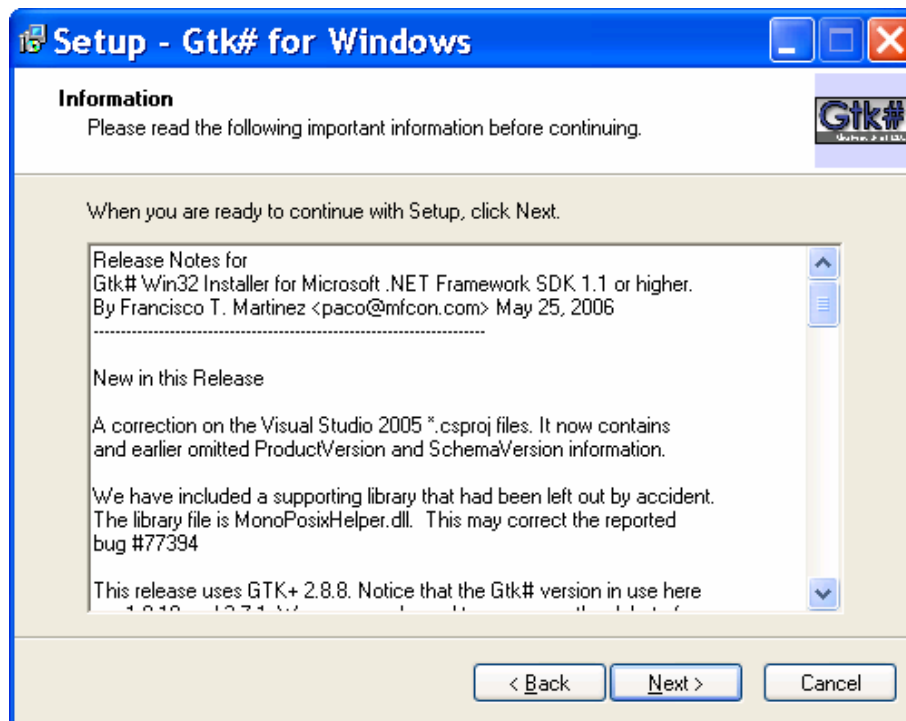 Setup - Gtk# for Windows
Information
Please read the following important information before continuing.
Gtk#
When you are ready to continue with Setup, click Next.
Release Notes for
Gtk# Win32 Installer for Microsoft .NET Framework SDK 1.1 or higher.
By Francisco T. Martinez <paco@mfcon.com> May 25, 2006
------------------------------------------------------------------------
New in this Release
A correction on the Visual Studio 2005 *.csproj files. It now contains
and earlier omitted ProductVersion and SchemaVersion information.
We have included a supporting library that had been left out by accident.
The library file is MonoPosixHelper.dll.  This may correct the reported
bug #77394
This release uses GTK+ 2.8.8. Notice that the Gtk# version in use here
< Back
Next >
Cancel